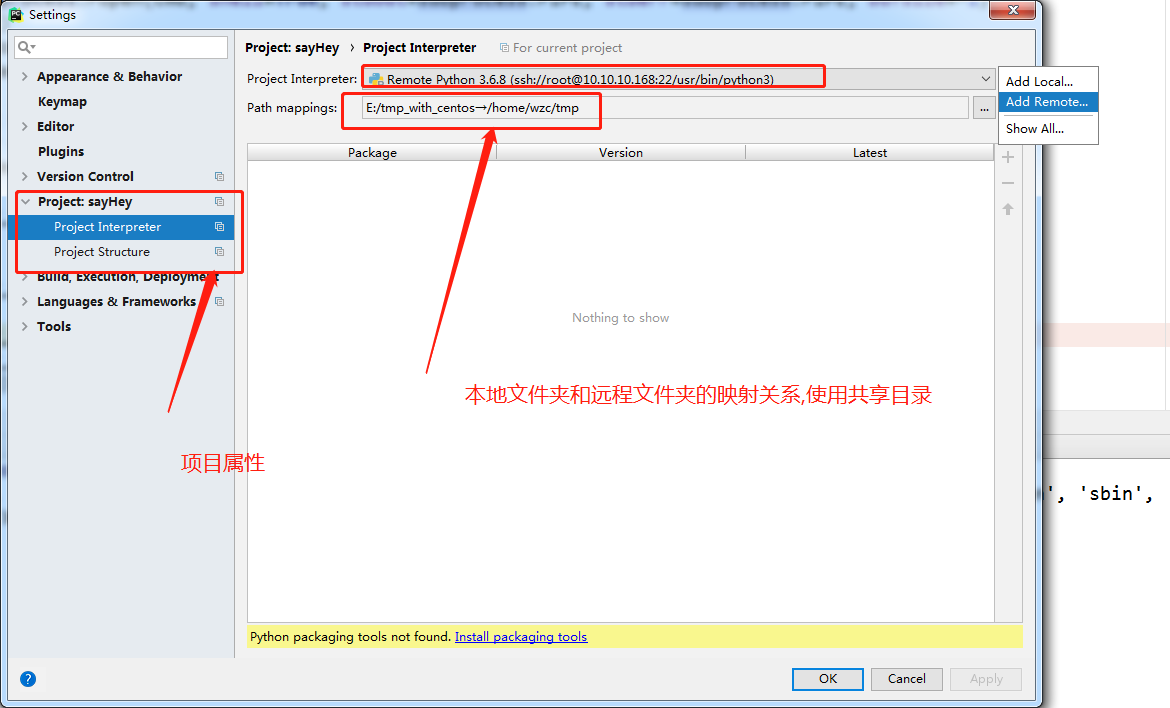 Settings
Project: sayHey › Project Interpreter For current project
Project Interpreter: Remote Python 3.6.8 (ssh://root@10.10.10.168:22/usr/bin/python3)
Path mappings: E:/tmp_with_centos→/home/wzc/tmp ...
Add Local...
Add Remote...
Show All...
Appearance & Behavior
Keymap
Editor
Plugins
Version Control
Project: sayHey
Project Interpreter
Project Structure
Build, Execution, Deployment
Languages & Frameworks
Tools
Package Version Latest
Nothing to show
本地文件夹和远程文件夹的映射关系,使用共享目录
项目属性
', 'sbin',
Python packaging tools not found. Install packaging tools
?
OK Cancel Apply